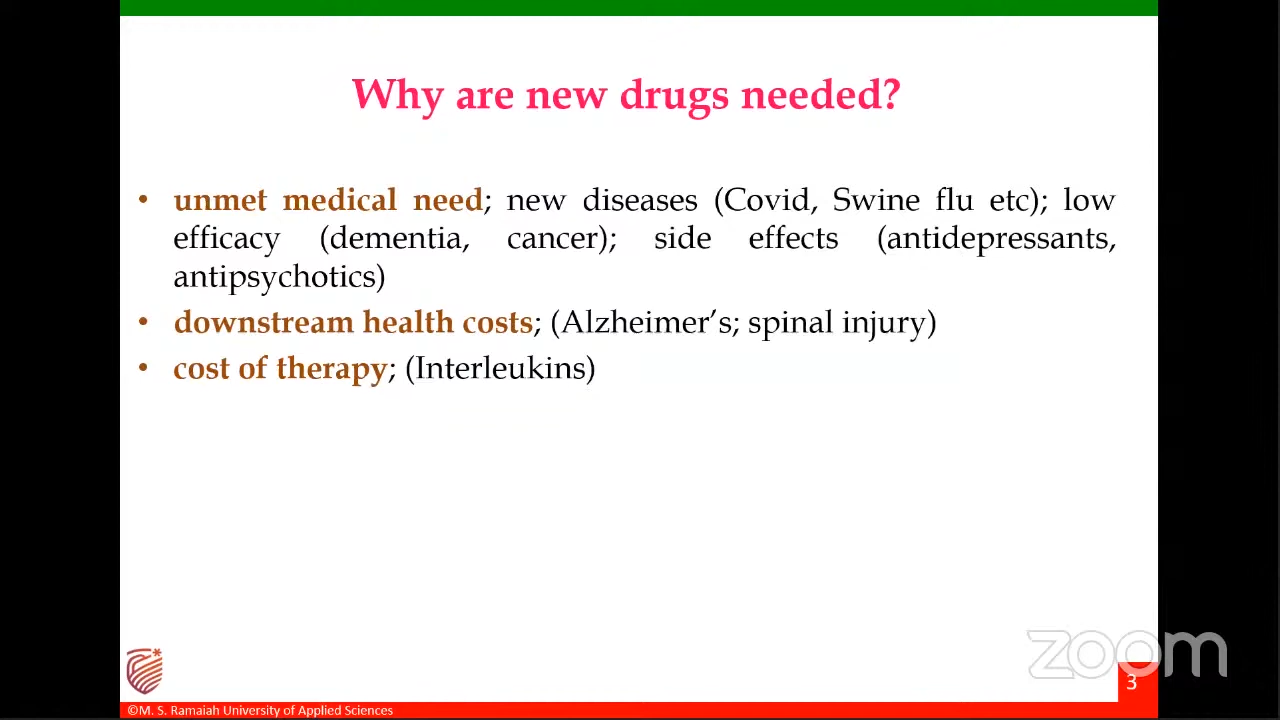 Why are new drugs needed?
• unmet medical need; new diseases (Covid, Swine flu etc); low
efficacy (dementia, cancer); side effects (antidepressants,
antipsychotics)
• downstream health costs; (Alzheimer’s; spinal injury)
• cost of therapy; (Interleukins)
zoom
3
©M. S. Ramaiah University of Applied Sciences